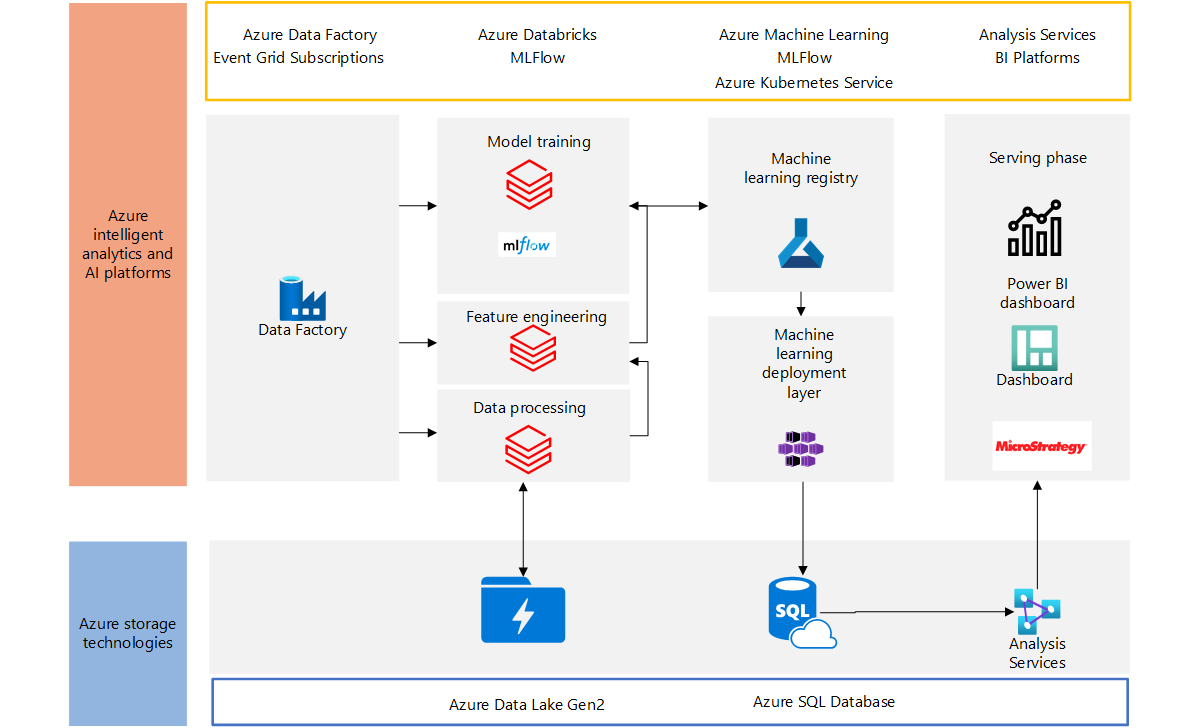 Azure Data Factory
Event Grid Subscriptions
Azure Databricks
MLFlow
Azure Machine Learning
MLFlow
Azure Kubernetes Service
Analysis Services
BI Platforms
Azure
intelligent
analytics and
AI platforms
Data Factory
Model training
mlflow
Feature engineering
Data processing
Machine
learning registry
Machine
learning
deployment
layer
Serving phase
Power BI
dashboard
Dashboard
MicroStrategy
Azure storage
technologies
SQL
Analysis
Services
Azure Data Lake Gen2
Azure SQL Database